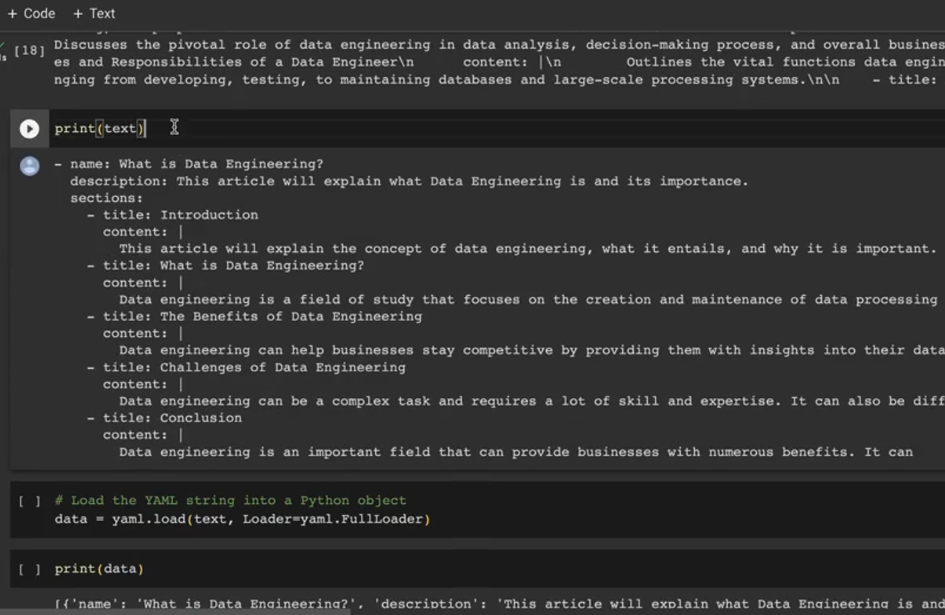 + Code + Text
[18] Discusses the pivotal role of data engineering in data analysis, decision-making process, and overall busines
es and Responsibilities of a Data Engineer\n content: |\n Outlines the vital functions data engin
nging from developing, testing, to maintaining databases and large-scale processing systems.\n\n - title:
print(text)
- name: What is Data Engineering?
description: This article will explain what Data Engineering is and its importance.
sections:
- title: Introduction
content: |
This article will explain the concept of data engineering, what it entails, and why it is important.
- title: What is Data Engineering?
content: |
Data engineering is a field of study that focuses on the creation and maintenance of data processing
- title: The Benefits of Data Engineering
content: |
Data engineering can help businesses stay competitive by providing them with insights into their data
- title: Challenges of Data Engineering
content: |
Data engineering can be a complex task and requires a lot of skill and expertise. It can also be diff
- title: Conclusion
content: |
Data engineering is an important field that can provide businesses with numerous benefits. It can
[ ] # Load the YAML string into a Python object
data = yaml.load(text, Loader=yaml.FullLoader)
[ ] print(data)
[{'name': 'What is Data Engineering?', 'description': 'This article will explain what Data Engineering is an